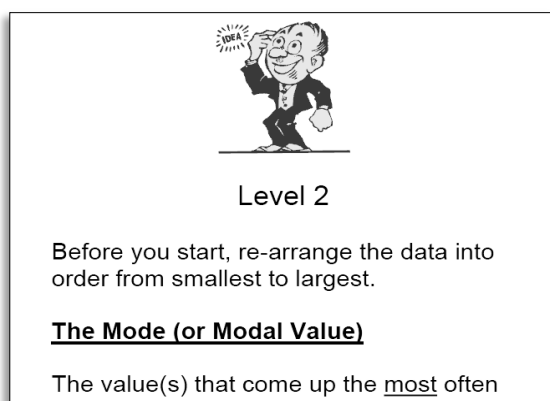 IDEA
Level 2
Before you start, re-arrange the data into
order from smallest to largest.
The Mode (or Modal Value)
The value(s) that come up the most often